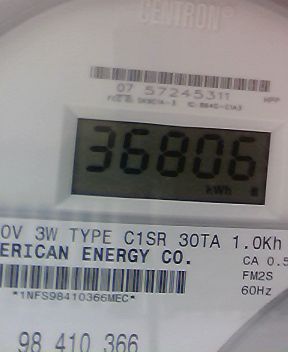 CENTRON®
07 57245311
36806
kWh
0V 3W TYPE C1SR 30TA 1.0Kh
ERICAN ENERGY CO.
CA 0.5
FM2S
60Hz
*1NFS98410366MEC*
98 410 366